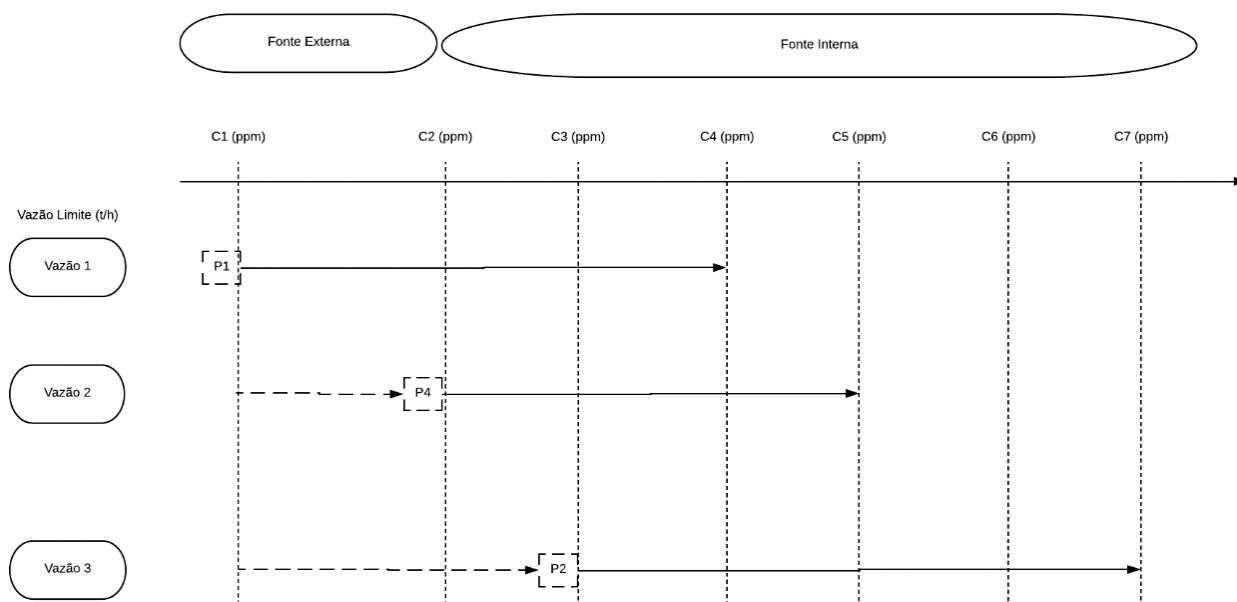 Fonte Externa
Fonte Interna
C1 (ppm)
C2 (ppm)
C3 (ppm)
C4 (ppm)
C5 (ppm)
C6 (ppm)
C7 (ppm)
Vazão Limite (t/h)
Vazão 1
P1
Vazão 2
P4
Vazão 3
P2